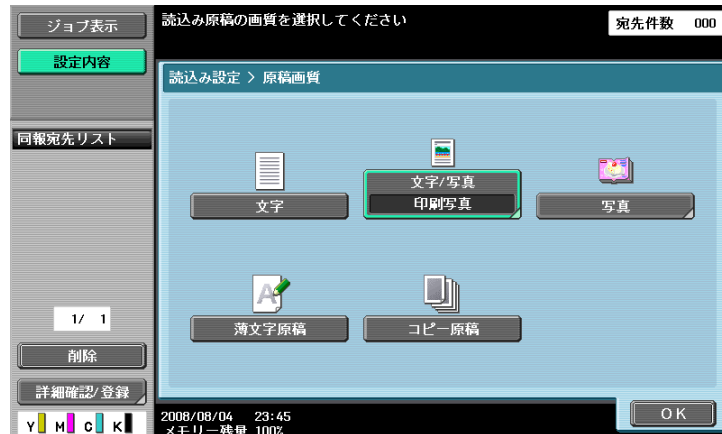 ジョブ表示
設定内容
同報宛先リスト
1/ 1
削除
詳細確認/登録
Y M C K
読込み原稿の画質を選択してください
宛先件数 000
読込み設定 > 原稿画質
文字
文字/写真
印刷写真
写真
薄文字原稿
コピー原稿
2008/08/04 23:45
メモリー残量 100%
OK